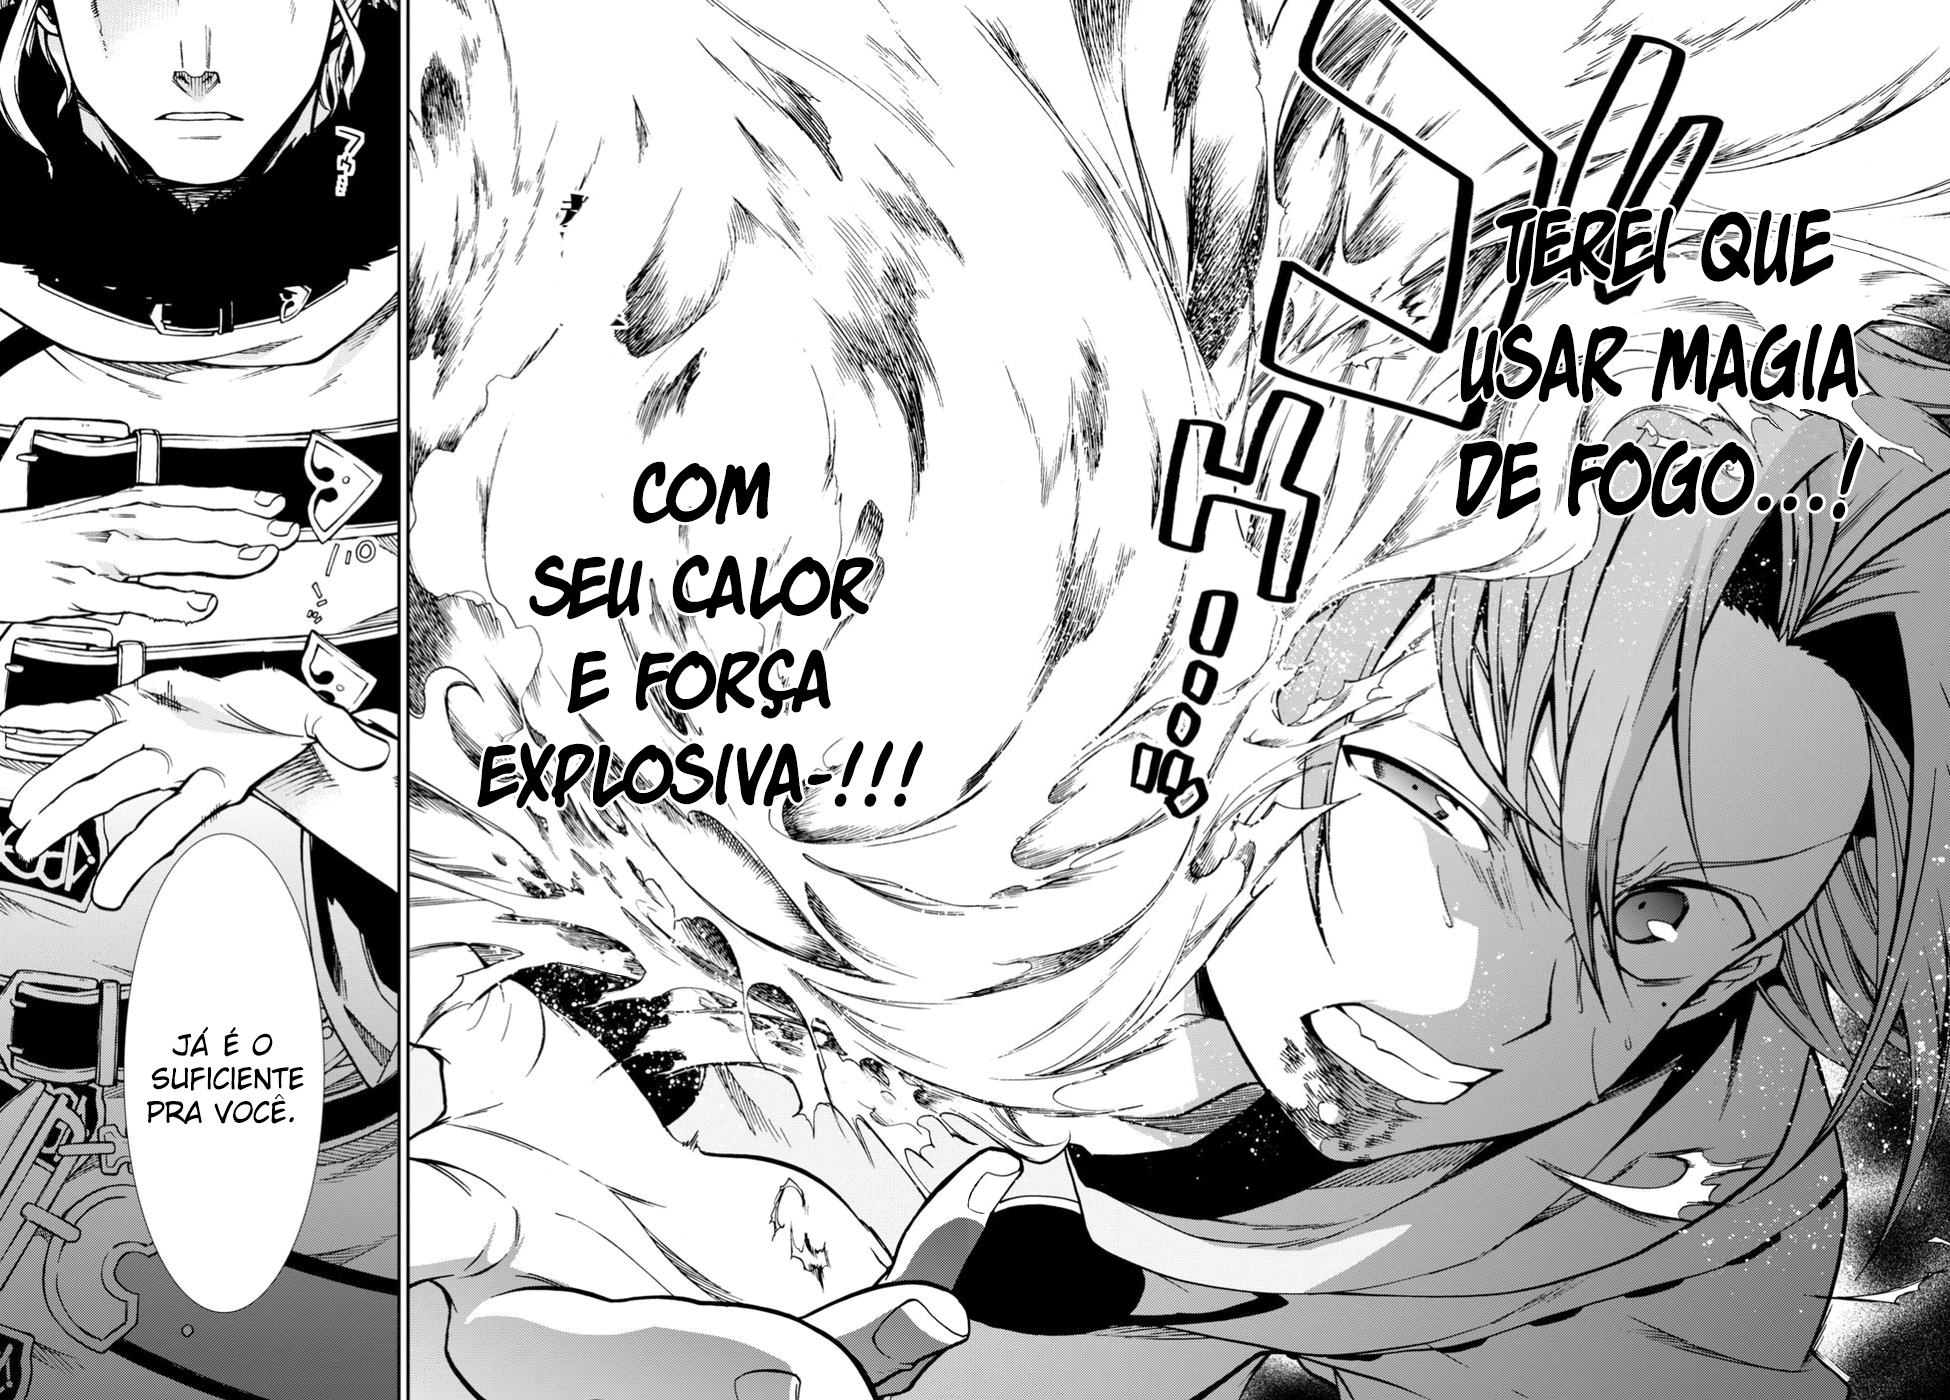 TEREI QUE
USAR MAGIA
DE FOGO...!
COM
SEU CALOR
E FORÇA
EXPLOSIVA-!!!
JÁ É O
SUFICIENTE
PRA VOCÊ.